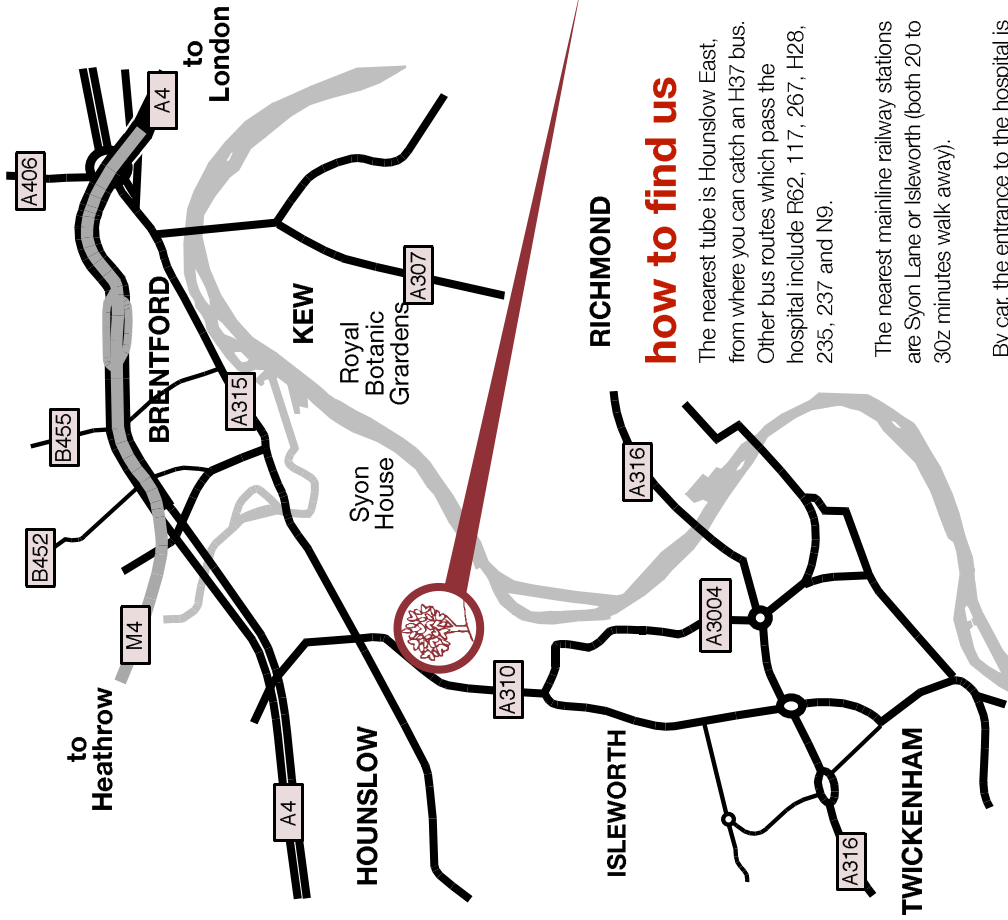 B452
B455
A406
to
Heathrow
M4
BRENTFORD
A4
to
London
A315
A4
KEW
HOUNSLOW
Syon
House
Royal
Botanic
Gradens
A307
A310
RICHMOND
ISLEWORTH
A316
A3004
A316
TWICKENHAM
how to find us
The nearest tube is Hounslow East,
from where you can catch an H37 bus.
Other bus routes which pass the
hospital include R62, 117, 267, H28,
235, 237 and N9.
The nearest mainline railway stations
are Syon Lane or Isleworth (both 20 to
30z minutes walk away).
By car, the entrance to the hospital is